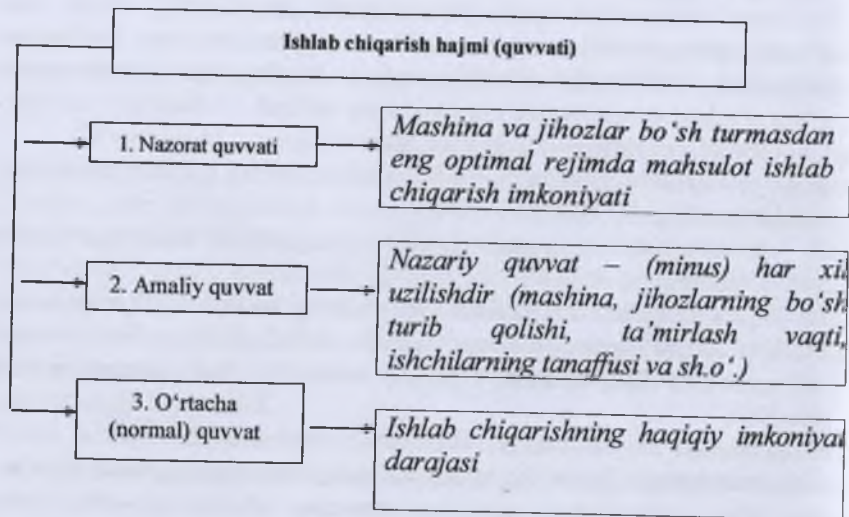 Ishlab chiqarish hajmi (quvvati)
1. Nazorat quvvati
Mashina va jihozlar bo‘sh turmasdan
eng optimal rejimda mahsulot ishlab
chiqarish imkoniyati
2. Amaliy quvvat
Nazariy quvvat – (minus) har xil
uzilishdir (mashina, jihozlarning bo‘sh
turib qolishi, ta’mirlash vaqti,
ishchilarning tanaffusi va sh.o‘.)
3. O‘rtacha
(normal) quvvat
Ishlab chiqarishning haqiqiy imkoniyat
darajasi